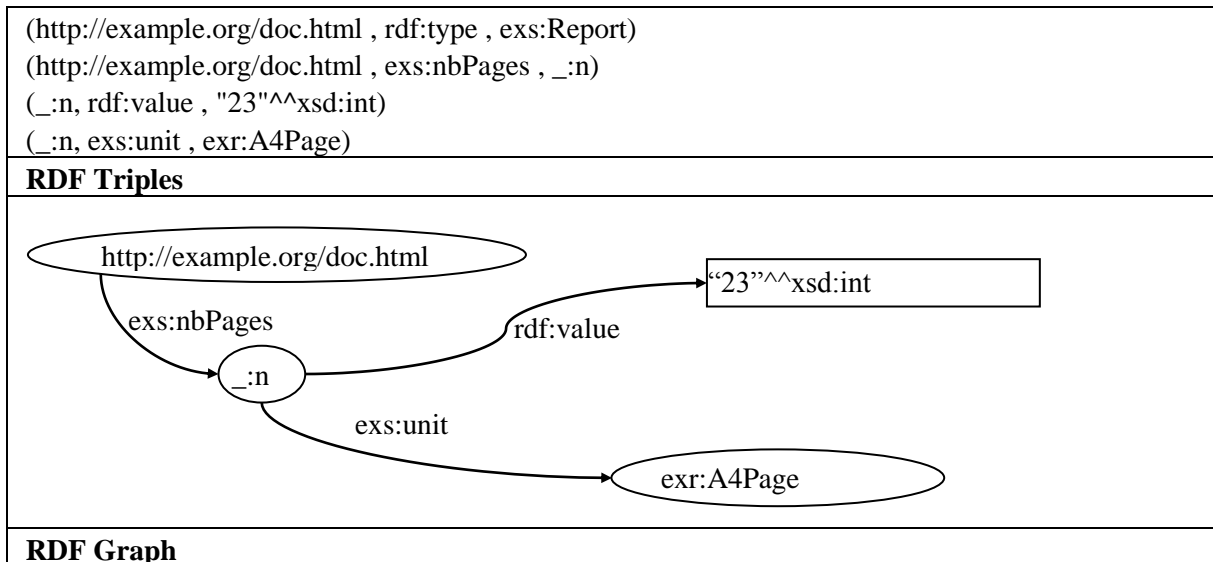 (http://example.org/doc.html , rdf:type , exs:Report)
(http://example.org/doc.html , exs:nbPages , _:n)
(_:n, rdf:value , "23"^^xsd:int)
(_:n, exs:unit , exr:A4Page)
RDF Triples
http://example.org/doc.html
“23”^^xsd:int
exs:nbPages
rdf:value
_:n
exs:unit
exr:A4Page
RDF Graph